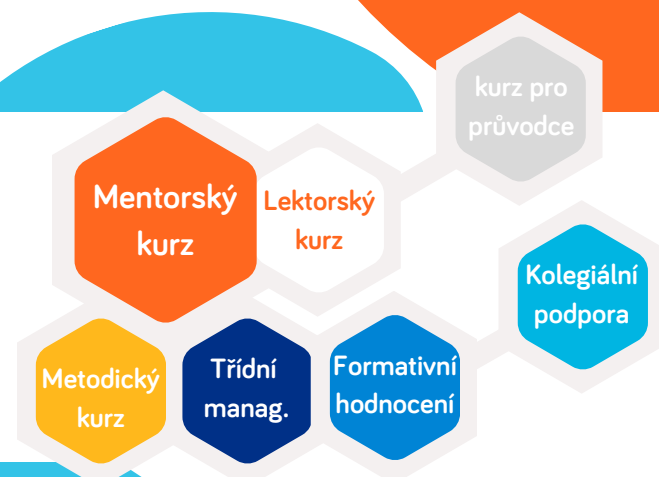 kurz pro
průvodce
Mentorský
kurz
Lektorský
kurz
Kolegiální
podpora
Metodický
kurz
Třídní
manag.
Formativní
hodnocení